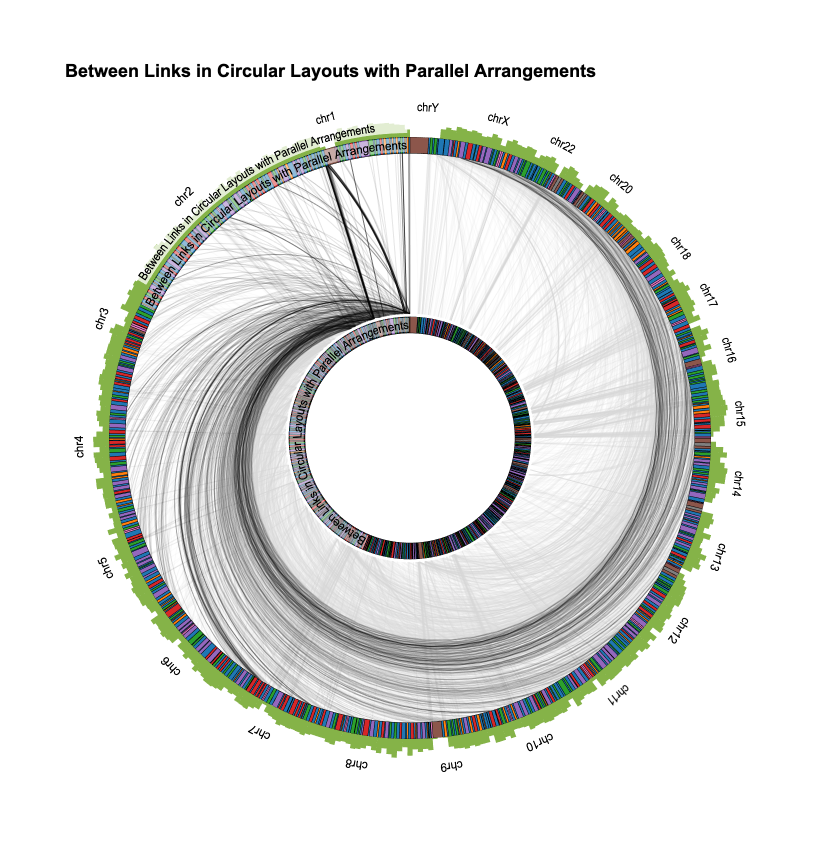 Between Links in Circular Layouts with Parallel Arrangements
chrY
chrX
chr22
chr20
chr18
chr17
chr16
chr15
chr14
chr13
chr12
chr11
chr10
chr9
chr8
chr7
chr6
chr5
chr4
chr3
chr2
chr1
Between Links in Circular Layouts with Parallel Arrangements
Between Links in Circular Layouts with Parallel Arrangements
Between Links in Circular Layouts with Parallel Arrangements